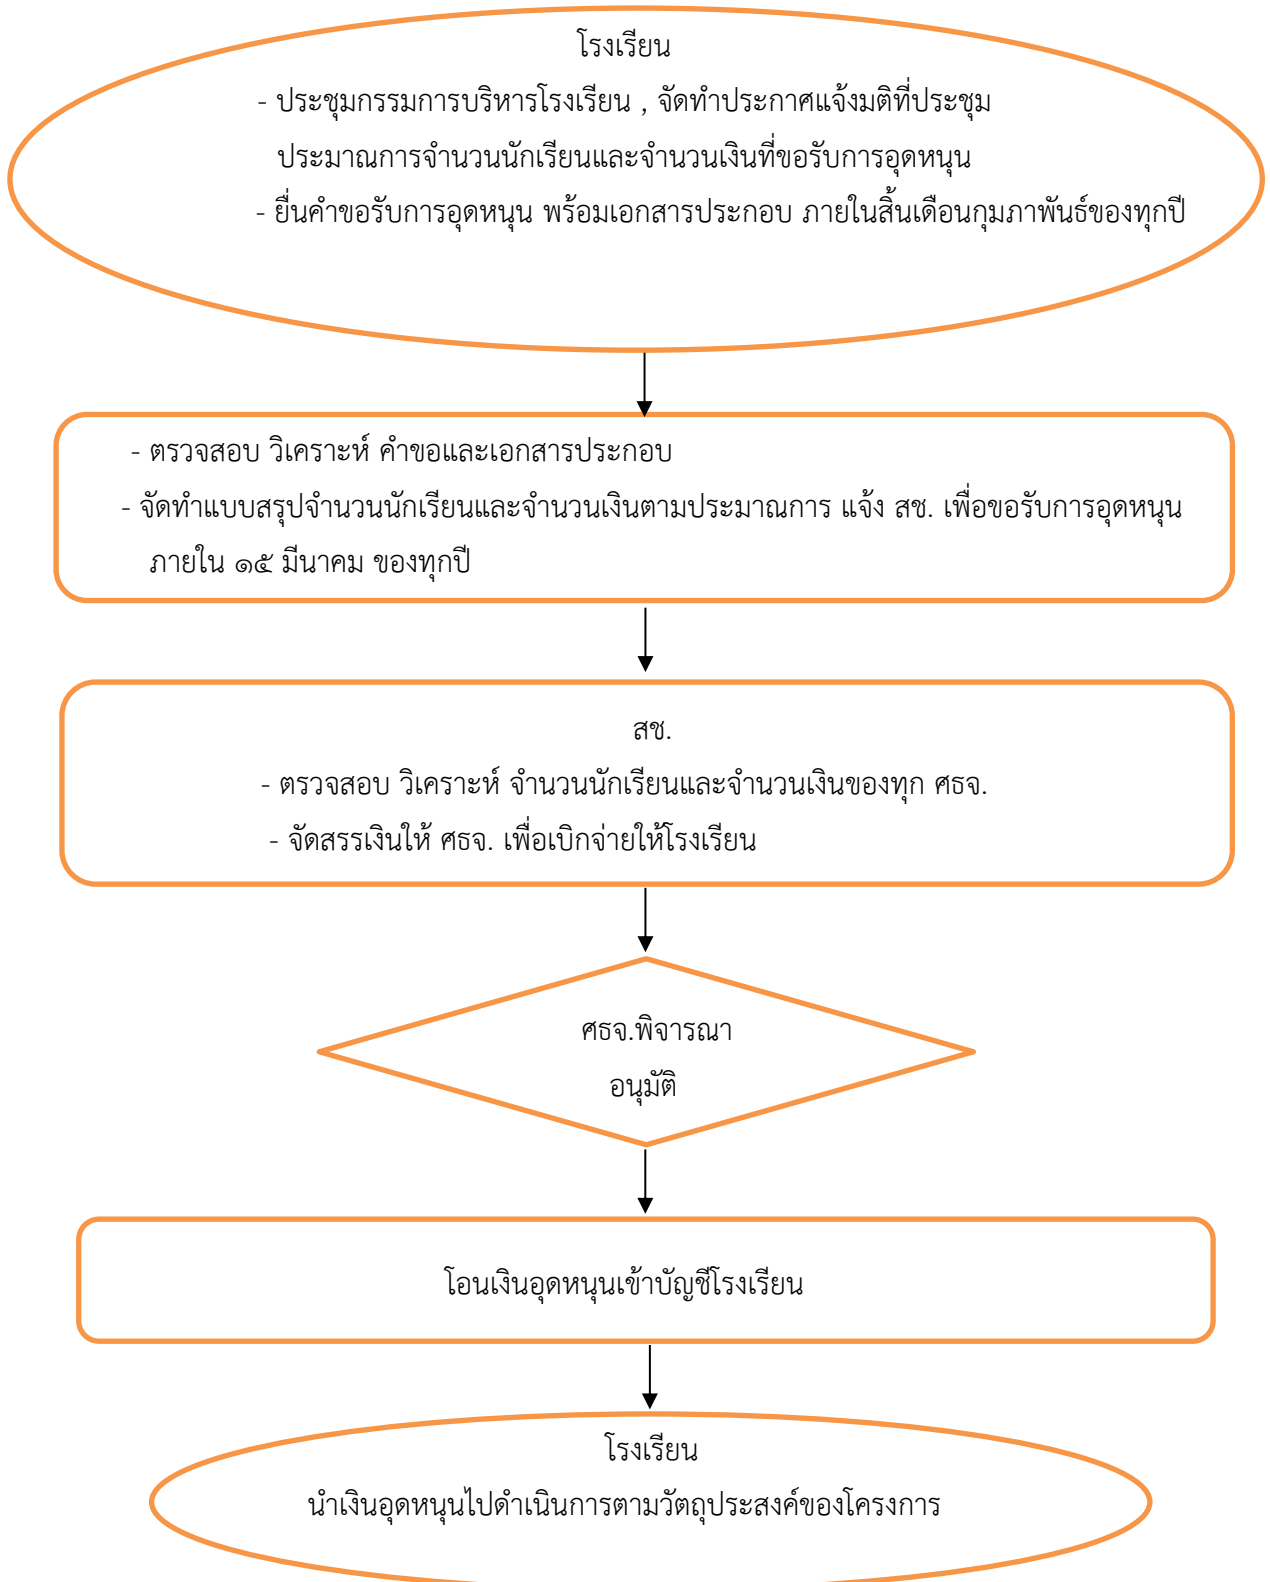 โรงเรียน
- ประชุมกรรมการบริหารโรงเรียน , จัดทำประกาศแจ้งมติที่ประชุม
ประมาณการจำนวนนักเรียนและจำนวนเงินที่ขอรับการอุดหนุน
- ยื่นคำขอรับการอุดหนุน พร้อมเอกสารประกอบ ภายในสิ้นเดือนกุมภาพันธ์ของทุกปี
- ตรวจสอบ วิเคราะห์ คำขอและเอกสารประกอบ
- จัดทำแบบสรุปจำนวนนักเรียนและจำนวนเงินตามประมาณการ แจ้ง สช. เพื่อขอรับการอุดหนุน
ภายใน ๑๕ มีนาคม ของทุกปี
สช.
- ตรวจสอบ วิเคราะห์ จำนวนนักเรียนและจำนวนเงินของทุก ศธจ.
- จัดสรรเงินให้ ศธจ. เพื่อเบิกจ่ายให้โรงเรียน
ศธจ.พิจารณา
อนุมัติ
โอนเงินอุดหนุนเข้าบัญชีโรงเรียน
โรงเรียน
นำเงินอุดหนุนไปดำเนินการตามวัตถุประสงค์ของโครงการ